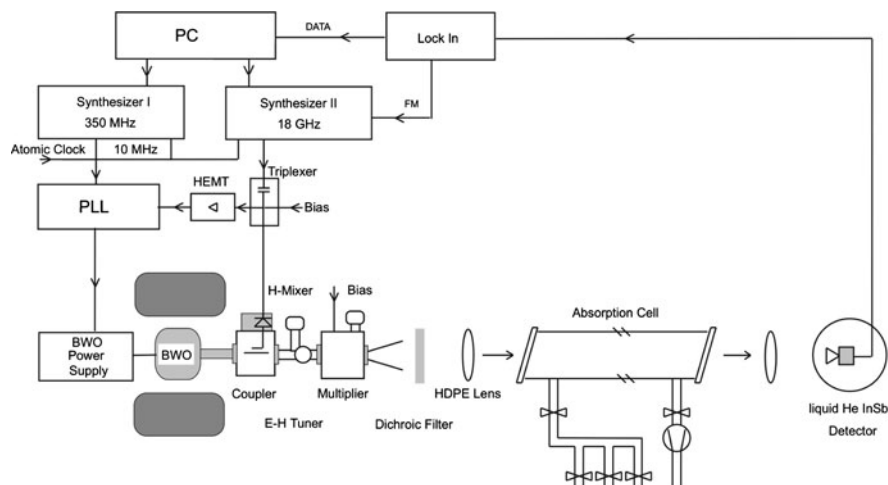 PC
DATA
Lock In
Synthesizer I
350 MHz
Synthesizer II
18 GHz
FM
Atomic Clock
10 MHz
Triplexer
HEMT
PLL
Bias
H-Mixer
Bias
Absorption Cell
BWO
Power
Supply
BWO
Coupler
Multiplier
HDPE Lens
E-H Tuner
Dichroic Filter
liquid He InSb
Detector